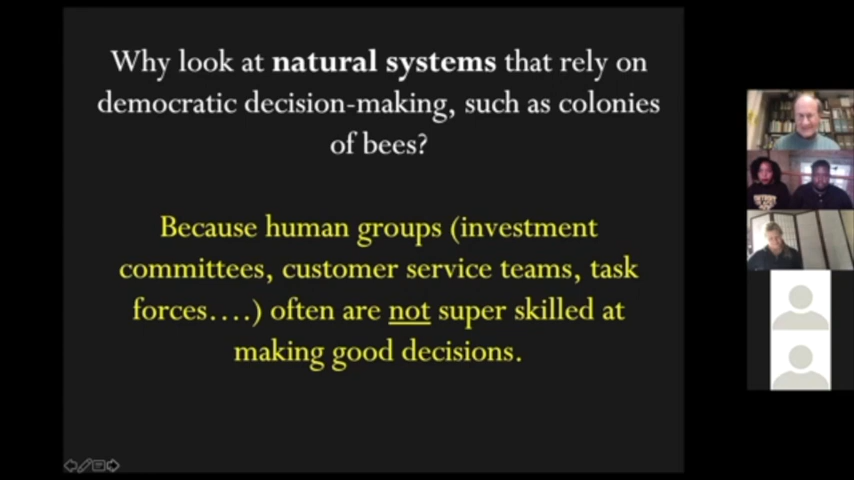 Why look at natural systems that rely on
democratic decision-making, such as colonies
of bees?
Because human groups (investment
committees, customer service teams, task
forces....) often are not super skilled at
making good decisions.